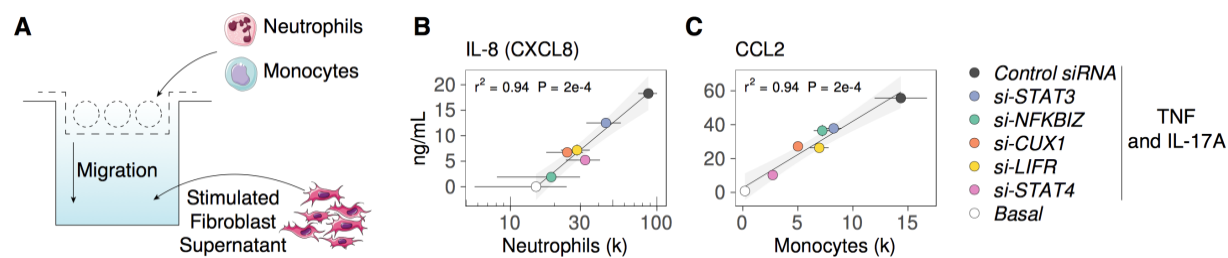 A
Neutrophils
Monocytes
Migration
Stimulated
Fibroblast
Supernatant
B
IL-8 (CXCL8)
r² = 0.94 P = 2e-4
ng/mL
20
15
10
5
0
10 30 100
Neutrophils (k)
C
CCL2
r² = 0.94 P = 2e-4
60
40
20
0
0 5 10 15
Monocytes (k)
Control siRNA
si-STAT3
si-NFKBIZ
si-CUX1
si-LIFR
si-STAT4
Basal
TNF
and IL-17A